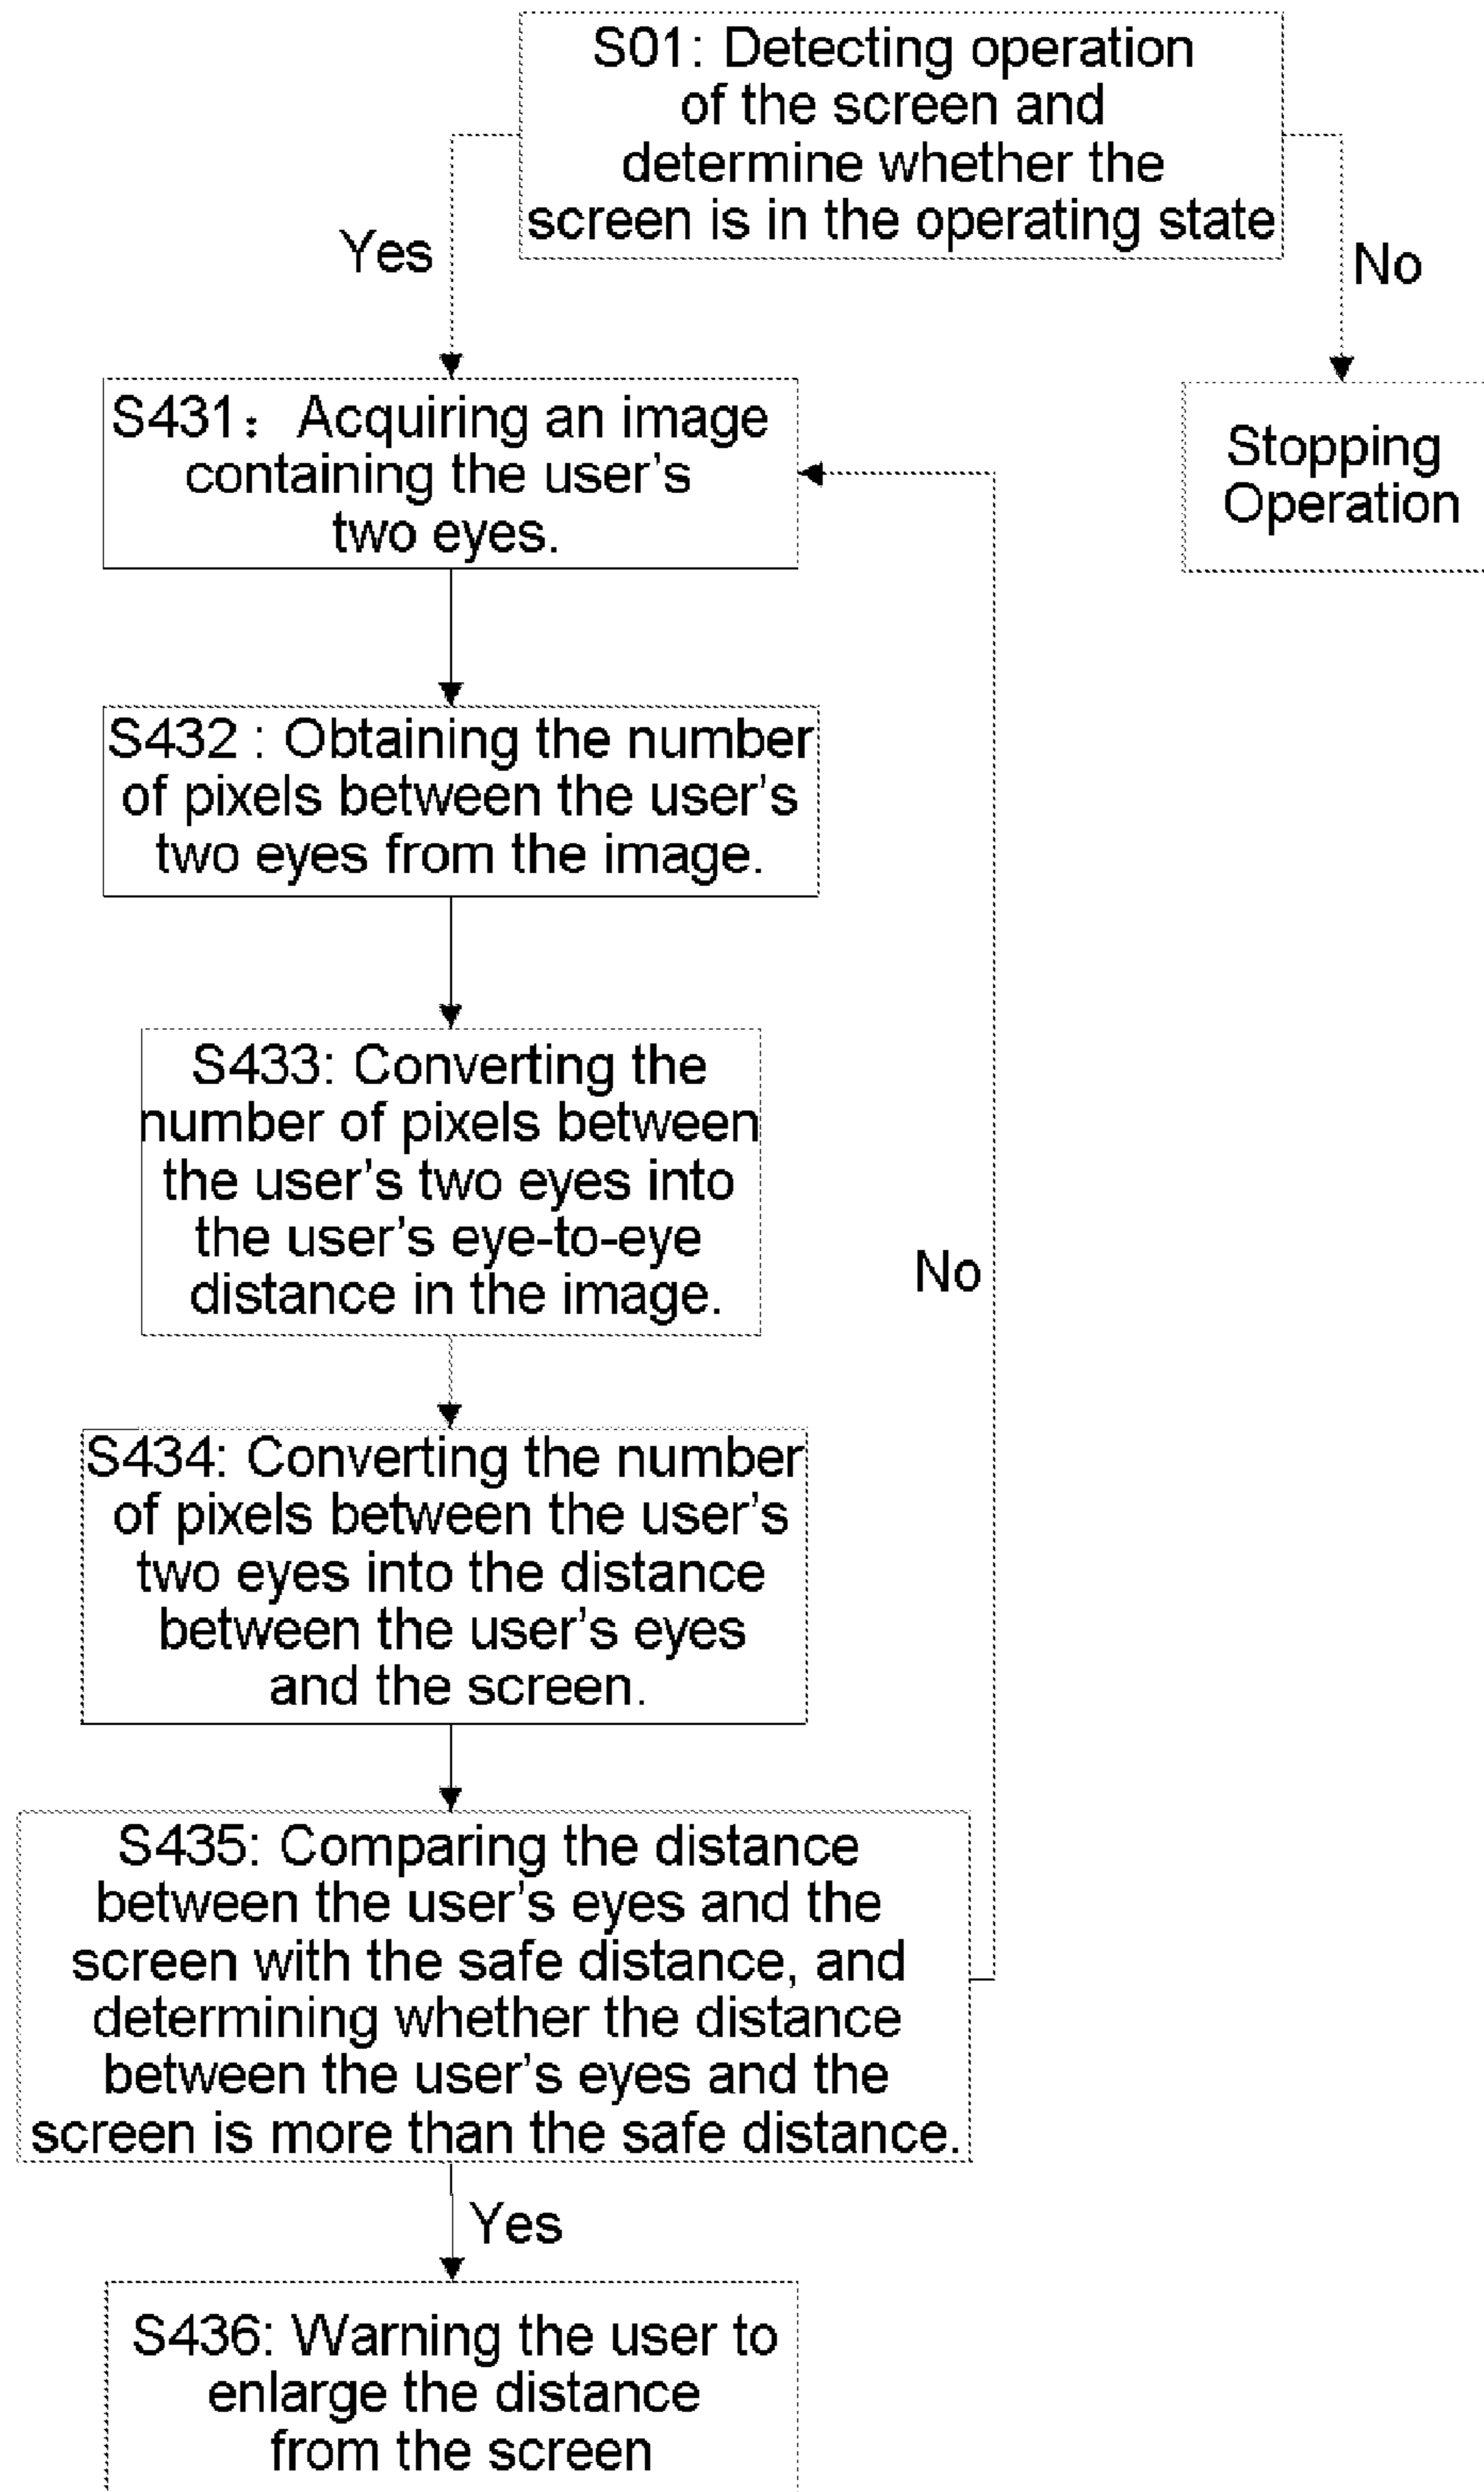 S01: Detecting operation
of the screen and
determine whether the
screen is in the operating state
Yes
No
S431： Acquiring an image
containing the user's
two eyes.
Stopping
Operation
S432 : Obtaining the number
of pixels between the user's
two eyes from the image.
S433: Converting the
number of pixels between
the user's two eyes into
the user's eye-to-eye
distance in the image.
No
S434: Converting the number
of pixels between the user's
two eyes into the distance
between the user's eyes
and the screen.
S435: Comparing the distance
between the user's eyes and the
screen with the safe distance, and
determining whether the distance
between the user's eyes and the
screen is more than the safe distance.
Yes
S436: Warning the user to
enlarge the distance
from the screen